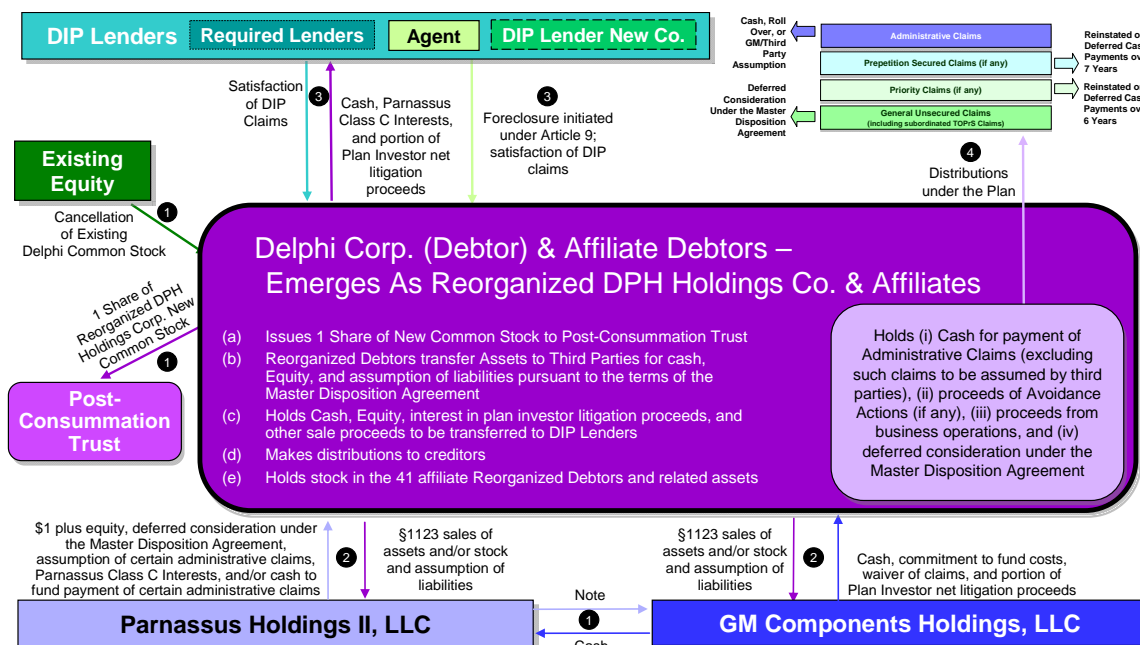 DIP Lenders
Required Lenders
Agent
DIP Lender New Co.
Cash, Roll
Over, or
GM/Third
Party
Assumption
Administrative Claims
Prepetition Secured Claims (if any)
Priority Claims (if any)
General Unsecured Claims
(including subordinated TOPrS Claims)
Deferred
Consideration
Under the Master
Disposition
Agreement
Reinstated o
Deferred Cas
Payments ov
7 Years
Reinstated o
Deferred Cas
Payments ov
6 Years
Satisfaction
of DIP
Claims
3
Cash, Parnassus
Class C Interests,
and portion of
Plan Investor net
litigation
proceeds
3
Foreclosure initiated
under Article 9;
satisfaction of DIP
claims
4
Distributions
under the Plan
Existing
Equity
1
Cancellation
of Existing
Delphi Common Stock
1 Share of
Reorganized DPH
Holdings Corp. New
Common Stock
1
Post-
Consummation
Trust
Delphi Corp. (Debtor) & Affiliate Debtors –
Emerges As Reorganized DPH Holdings Co. & Affiliates
(a) Issues 1 Share of New Common Stock to Post-Consummation Trust
(b) Reorganized Debtors transfer Assets to Third Parties for cash,
Equity, and assumption of liabilities pursuant to the terms of the
Master Disposition Agreement
(c) Holds Cash, Equity, interest in plan investor litigation proceeds, and
other sale proceeds to be transferred to DIP Lenders
(d) Makes distributions to creditors
(e) Holds stock in the 41 affiliate Reorganized Debtors and related assets
Holds (i) Cash for payment of
Administrative Claims (excluding
such claims to be assumed by third
parties), (ii) proceeds of Avoidance
Actions (if any), (iii) proceeds from
business operations, and (iv)
deferred consideration under the
Master Disposition Agreement
$1 plus equity, deferred consideration under
the Master Disposition Agreement,
assumption of certain administrative claims,
Parnassus Class C Interests, and/or cash to
fund payment of certain administrative claims
2
§1123 sales of
assets and/or stock
and assumption of
liabilities
§1123 sales of
assets and/or stock
and assumption of
liabilities
2
Cash, commitment to fund costs,
waiver of claims, and portion of
Plan Investor net litigation proceeds
Parnassus Holdings II, LLC
Note
1
Cash
GM Components Holdings, LLC